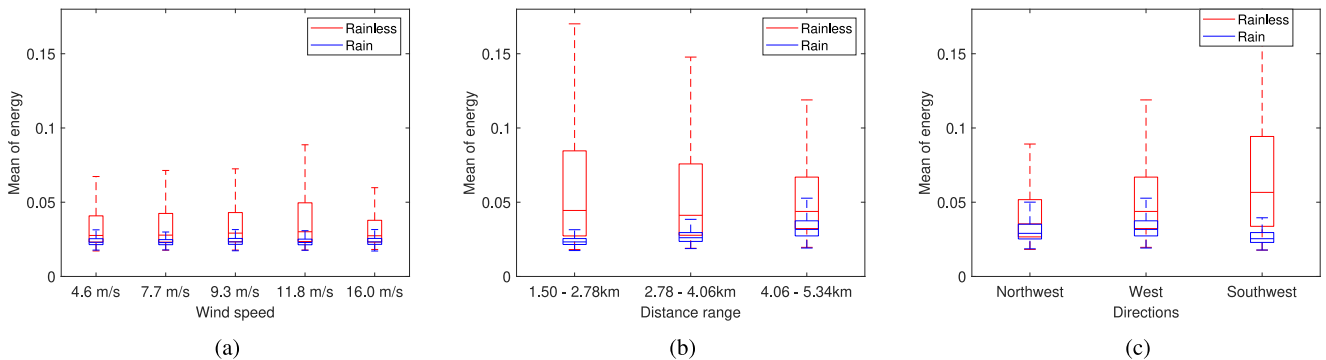 Rainless
Rain
0.15
0.1
0.05
0
Mean of energy
4.6 m/s 7.7 m/s 9.3 m/s 11.8 m/s 16.0 m/s
Wind speed
(a)
Rainless
Rain
0.15
0.1
0.05
0
Mean of energy
1.50 - 2.78km 2.78 - 4.06km 4.06 - 5.34km
Distance range
(b)
Rainless
Rain
0.15
0.1
0.05
0
Mean of energy
Northwest West Southwest
Directions
(c)